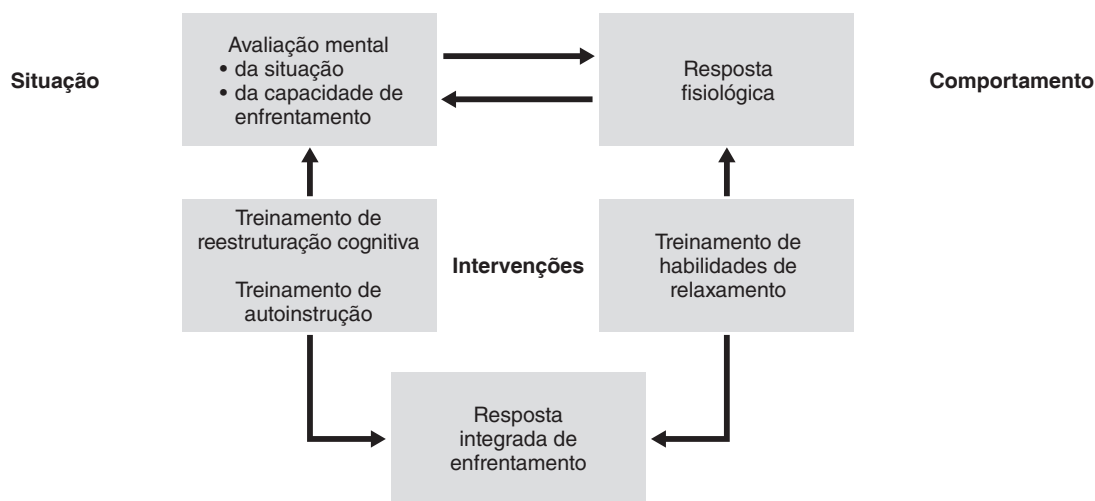 Situação
Avaliação mental
• da situação
• da capacidade de
enfrentamento
Resposta
fisiológica
Comportamento
Treinamento de
reestruturação cognitiva
Treinamento de
autoinstrução
Intervenções
Treinamento de
habilidades de
relaxamento
Resposta
integrada de
enfrentamento